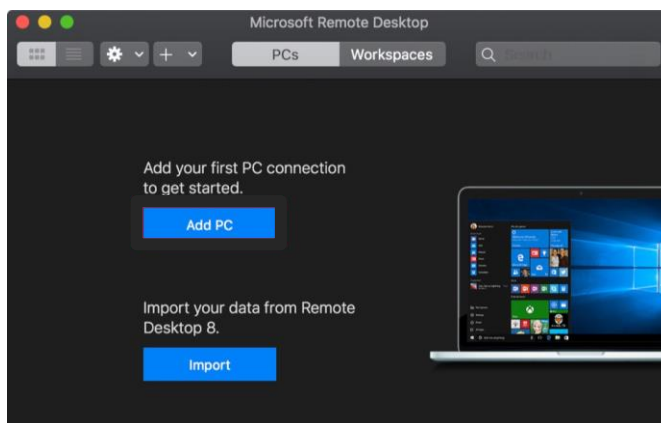 Microsoft Remote Desktop
PCs Workspaces Search
Add your first PC connection
to get started.
Add PC
Import your data from Remote
Desktop 8.
Import